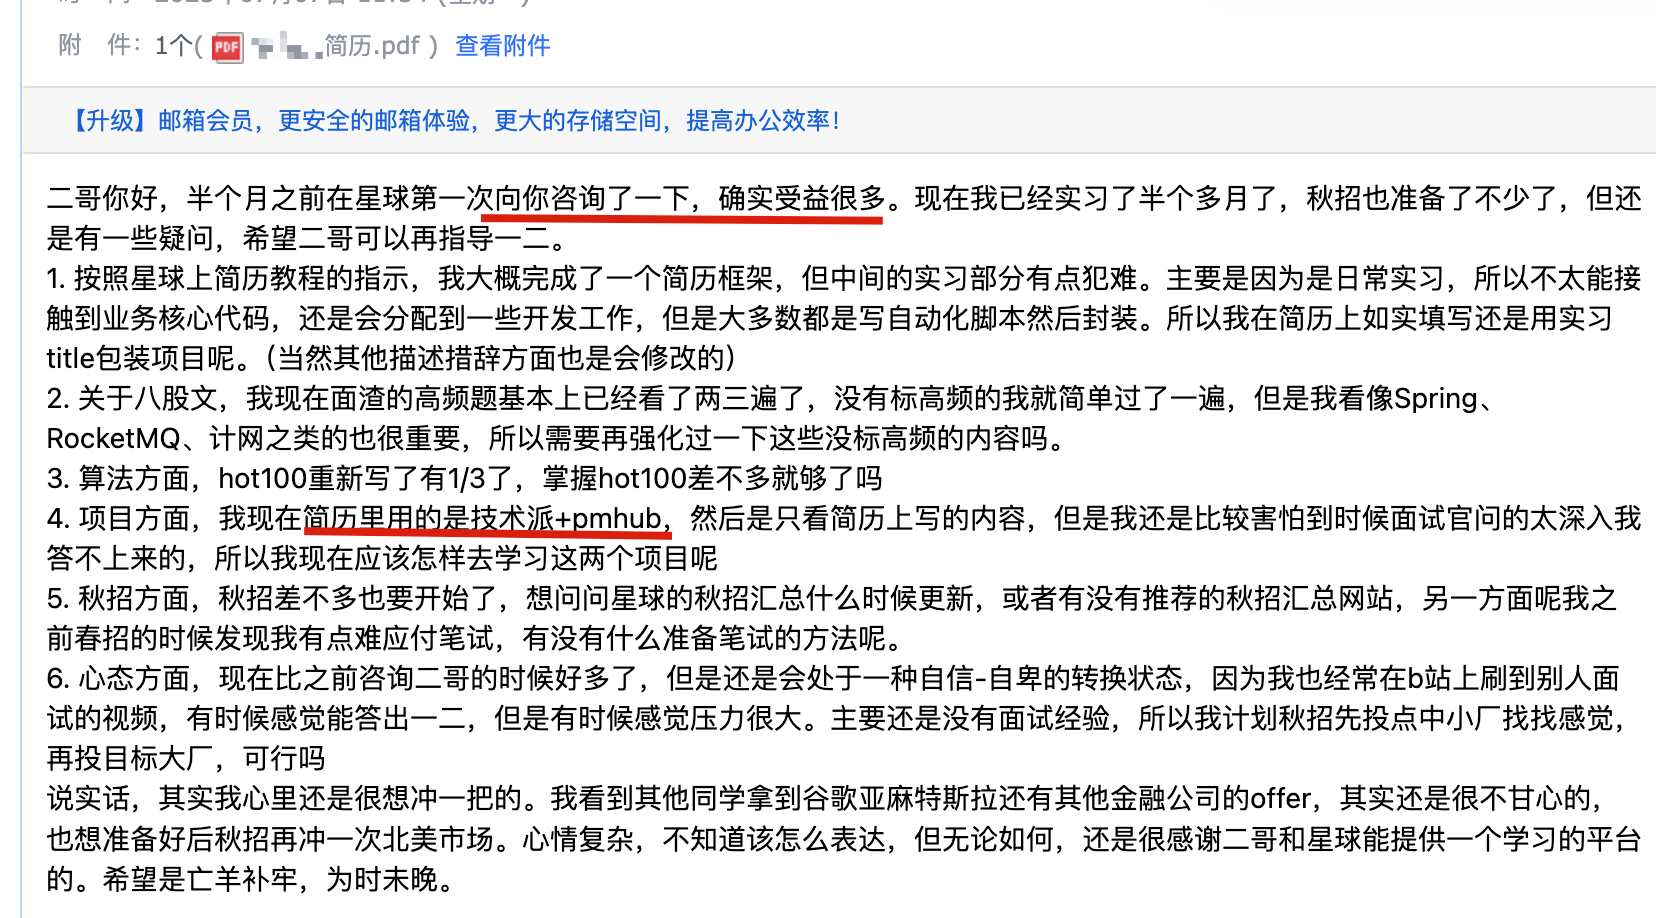 附 件：1个( PDF 简历.pdf ) 查看附件
【升级】邮箱会员，更安全的邮箱体验，更大的存储空间，提高办公效率！
二哥你好，半个月之前在星球第一次向你咨询了一下，确实受益很多。现在我已经实习了半个多月了，秋招也准备了不少了，但还
是有一些疑问，希望二哥可以再指导一二。
1. 按照星球上简历教程的指示，我大概完成了一个简历框架，但中间的实习部分有点犯难。主要是因为是日常实习，所以不太能接
触到业务核心代码，还是会分配到一些开发工作，但是大多数都是写自动化脚本然后封装。所以我在简历上如实填写还是用实习
title包装项目呢。（当然其他描述措辞方面也是会修改的）
2. 关于八股文，我现在面渣的高频题基本上已经看了两三遍了，没有标高频的我就简单过了一遍，但是我看像Spring、
RocketMQ、计网之类的也很重要，所以需要再强化过一下这些没标高频的内容吗。
3. 算法方面，hot100重新写了有1/3了，掌握hot100差不多就够了吗
4. 项目方面，我现在简历里用的是技术派+pmhub，然后是只看简历上写的内容，但是我还是比较害怕到时候面试官问的太深入我
答不上来的，所以我现在应该怎样去学习这两个项目呢
5. 秋招方面，秋招差不多也要开始了，想问问星球的秋招汇总什么时候更新，或者有没有推荐的秋招汇总网站，另一方面呢我之
前春招的时候发现我有点难应付笔试，有没有什么准备笔试的方法呢。
6. 心态方面，现在比之前咨询二哥的时候好多了，但是还是会处于一种自信-自卑的转换状态，因为我也经常在b站上刷到别人面
试的视频，有时候感觉能答出一二，但是有时候感觉压力很大。主要还是没有面试经验，所以我计划秋招先投点中小厂找找感觉，
再投目标大厂，可行吗
说实话，其实我心里还是很想冲一把的。我看到其他同学拿到谷歌亚麻特斯拉还有其他金融公司的offer，其实还是很不甘心的，
也想准备好后秋招再冲一次北美市场。心情复杂，不知道该怎么表达，但无论如何，还是很感谢二哥和星球能提供一个学习的平台
的。希望是亡羊补牢，为时未晚。